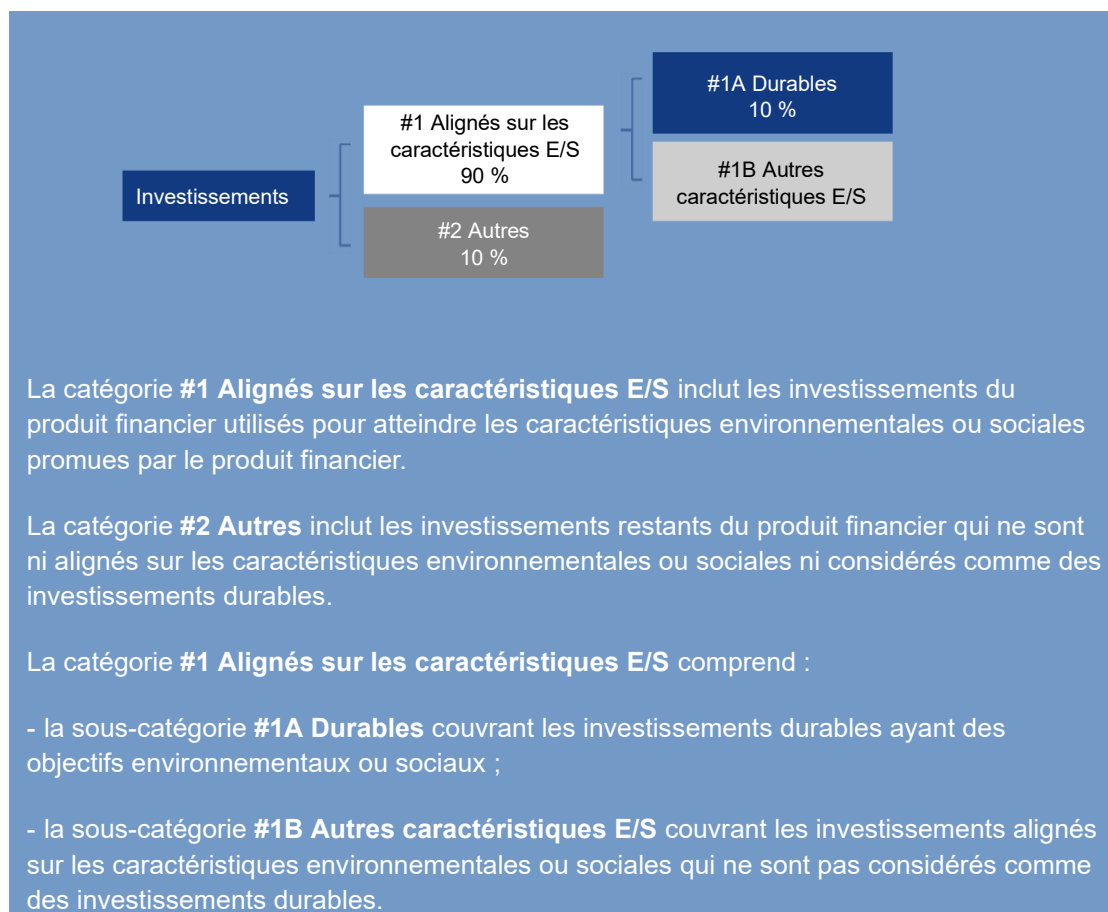 Investissements
#1 Alignés sur les
caractéristiques E/S
90 %
#2 Autres
10 %
#1A Durables
10 %
#1B Autres
caractéristiques E/S
La catégorie #1 Alignés sur les caractéristiques E/S inclut les investissements du
produit financier utilisés pour atteindre les caractéristiques environnementales ou sociales
promues par le produit financier.
La catégorie #2 Autres inclut les investissements restants du produit financier qui ne sont
ni alignés sur les caractéristiques environnementales ou sociales ni considérés comme des
investissements durables.
La catégorie #1 Alignés sur les caractéristiques E/S comprend :
- la sous-catégorie #1A Durables couvrant les investissements durables ayant des
objectifs environnementaux ou sociaux ;
- la sous-catégorie #1B Autres caractéristiques E/S couvrant les investissements alignés
sur les caractéristiques environnementales ou sociales qui ne sont pas considérés comme
des investissements durables.